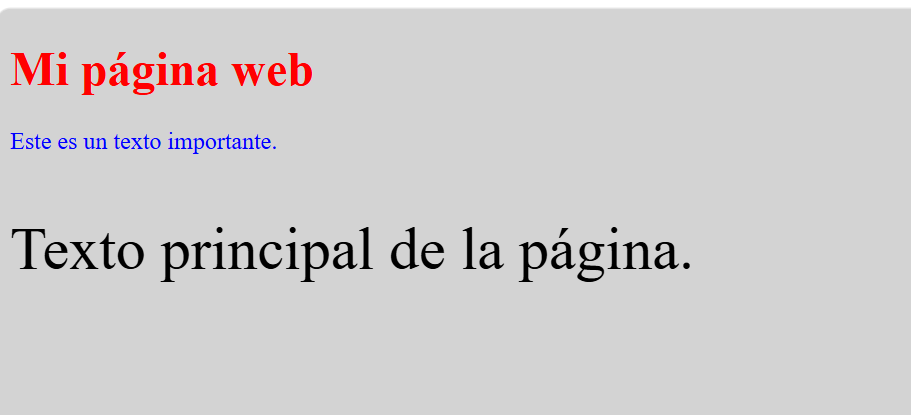 Mi página web
Este es un texto importante.
Texto principal de la página.